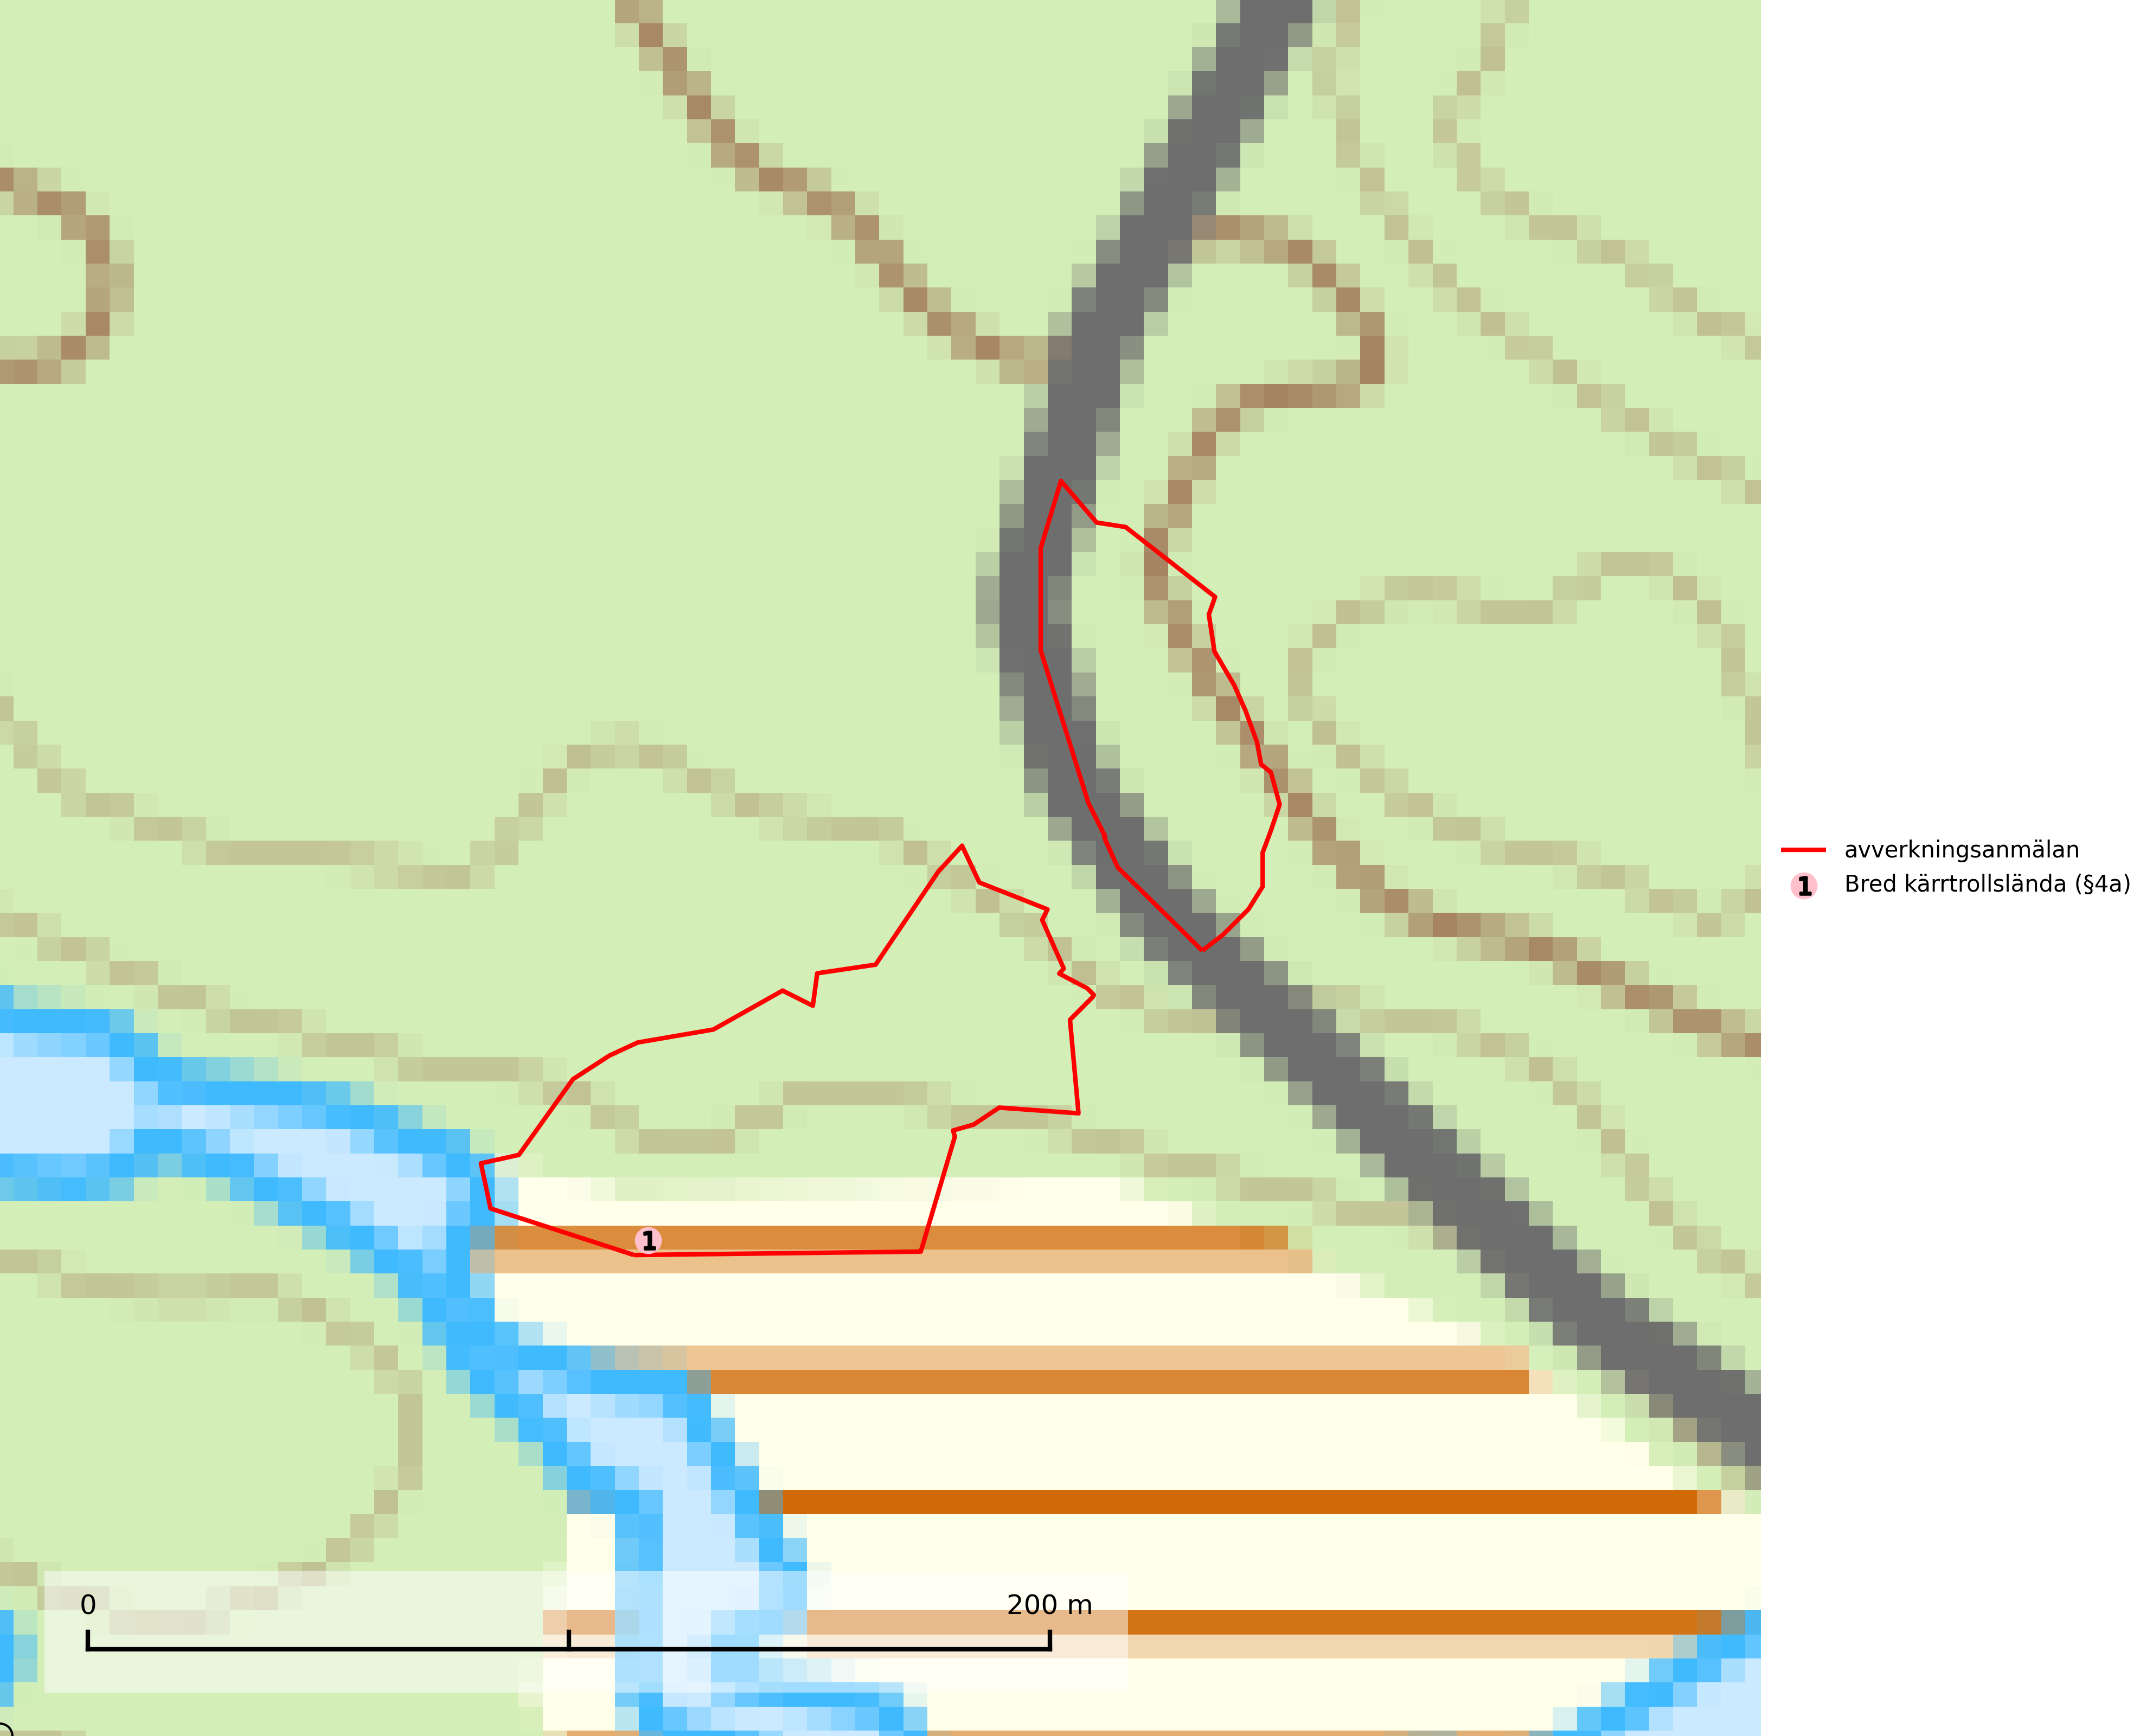 avverkningsanmälan
1 Bred kärrtrollslända (§4a)
1
0 200 m